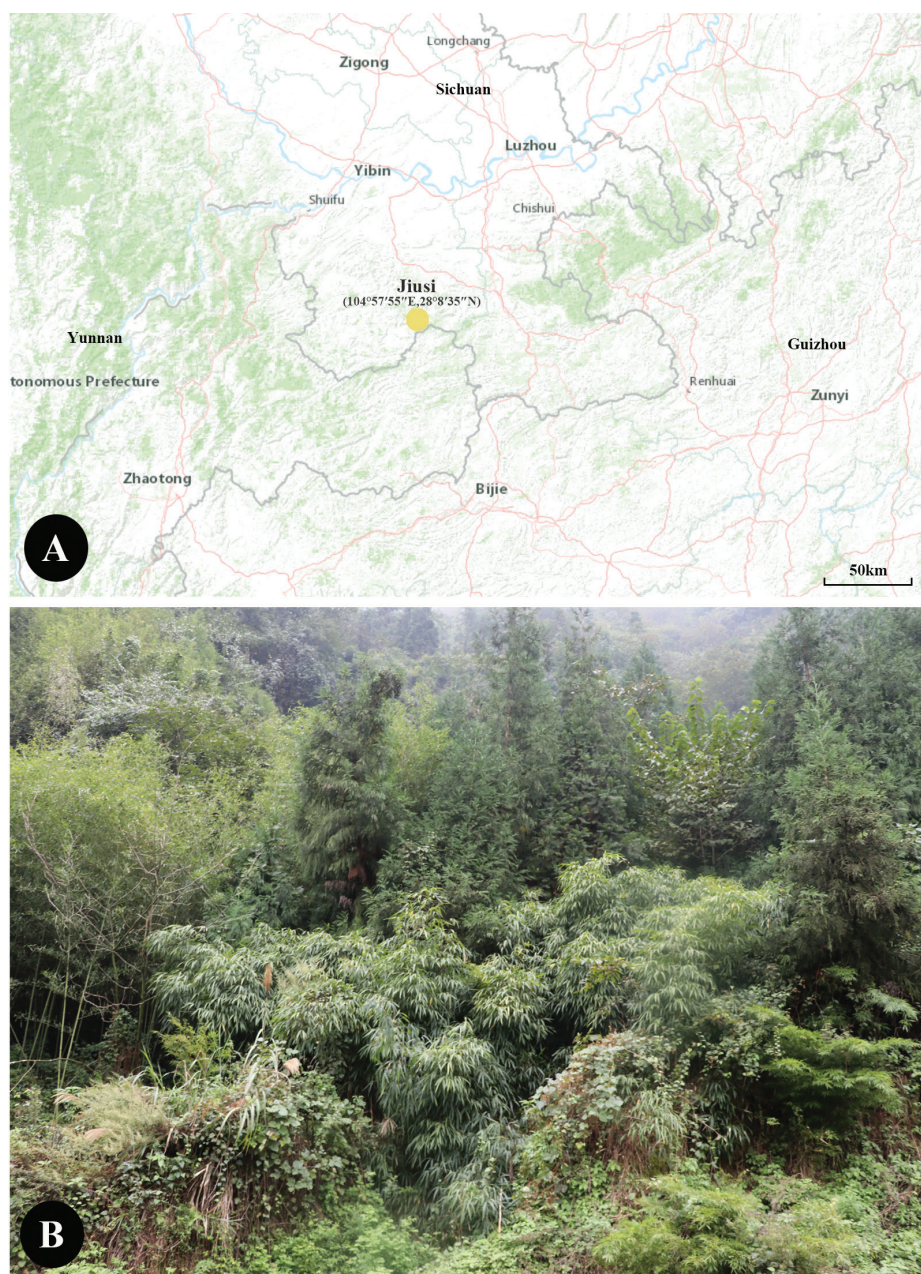 Longchang
Zigong
Sichuan
Luzhou
Yibin
Shuifu
Chishui
Jiusi
(104°57′55″E,28°8′35″N)
Yunnan
Guizhou
tonomous Prefecture
Renhuai
Zunyi
Zhaotong
Bijie
A
50km
B